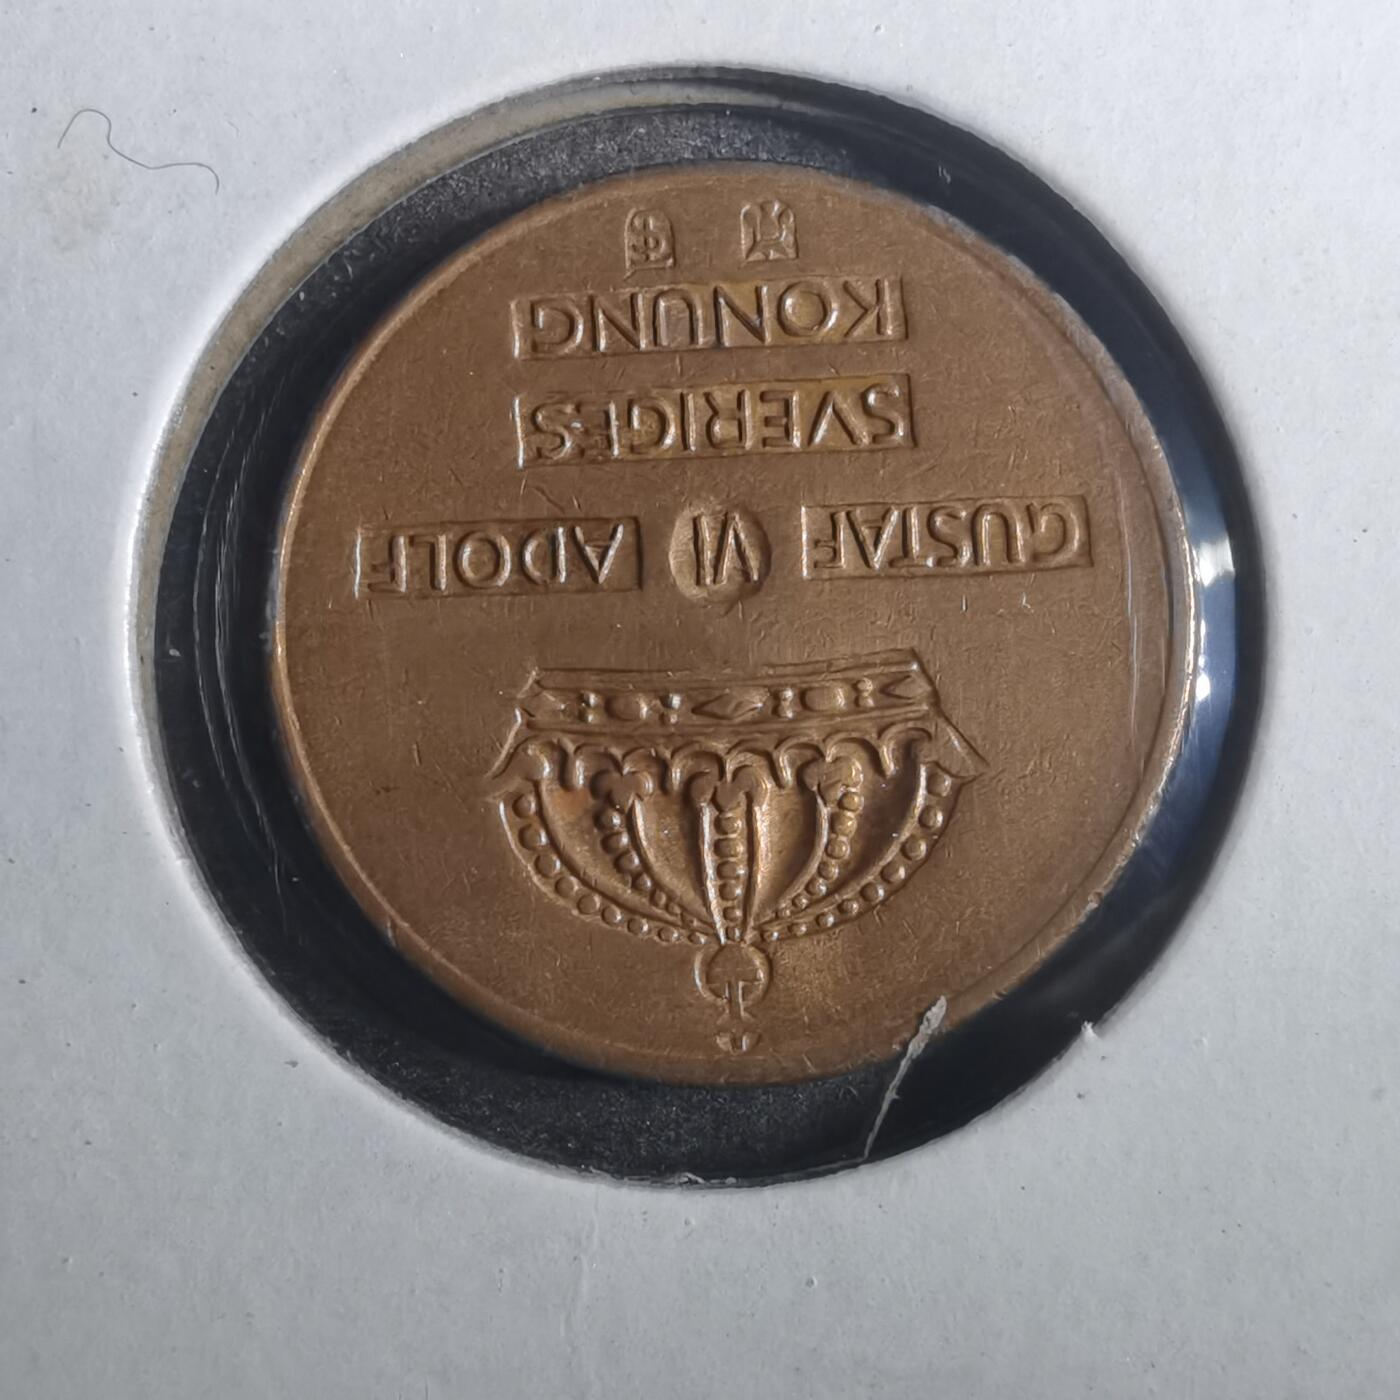 GUSTAF VI ADOLF
SVERIGES
KONUNG